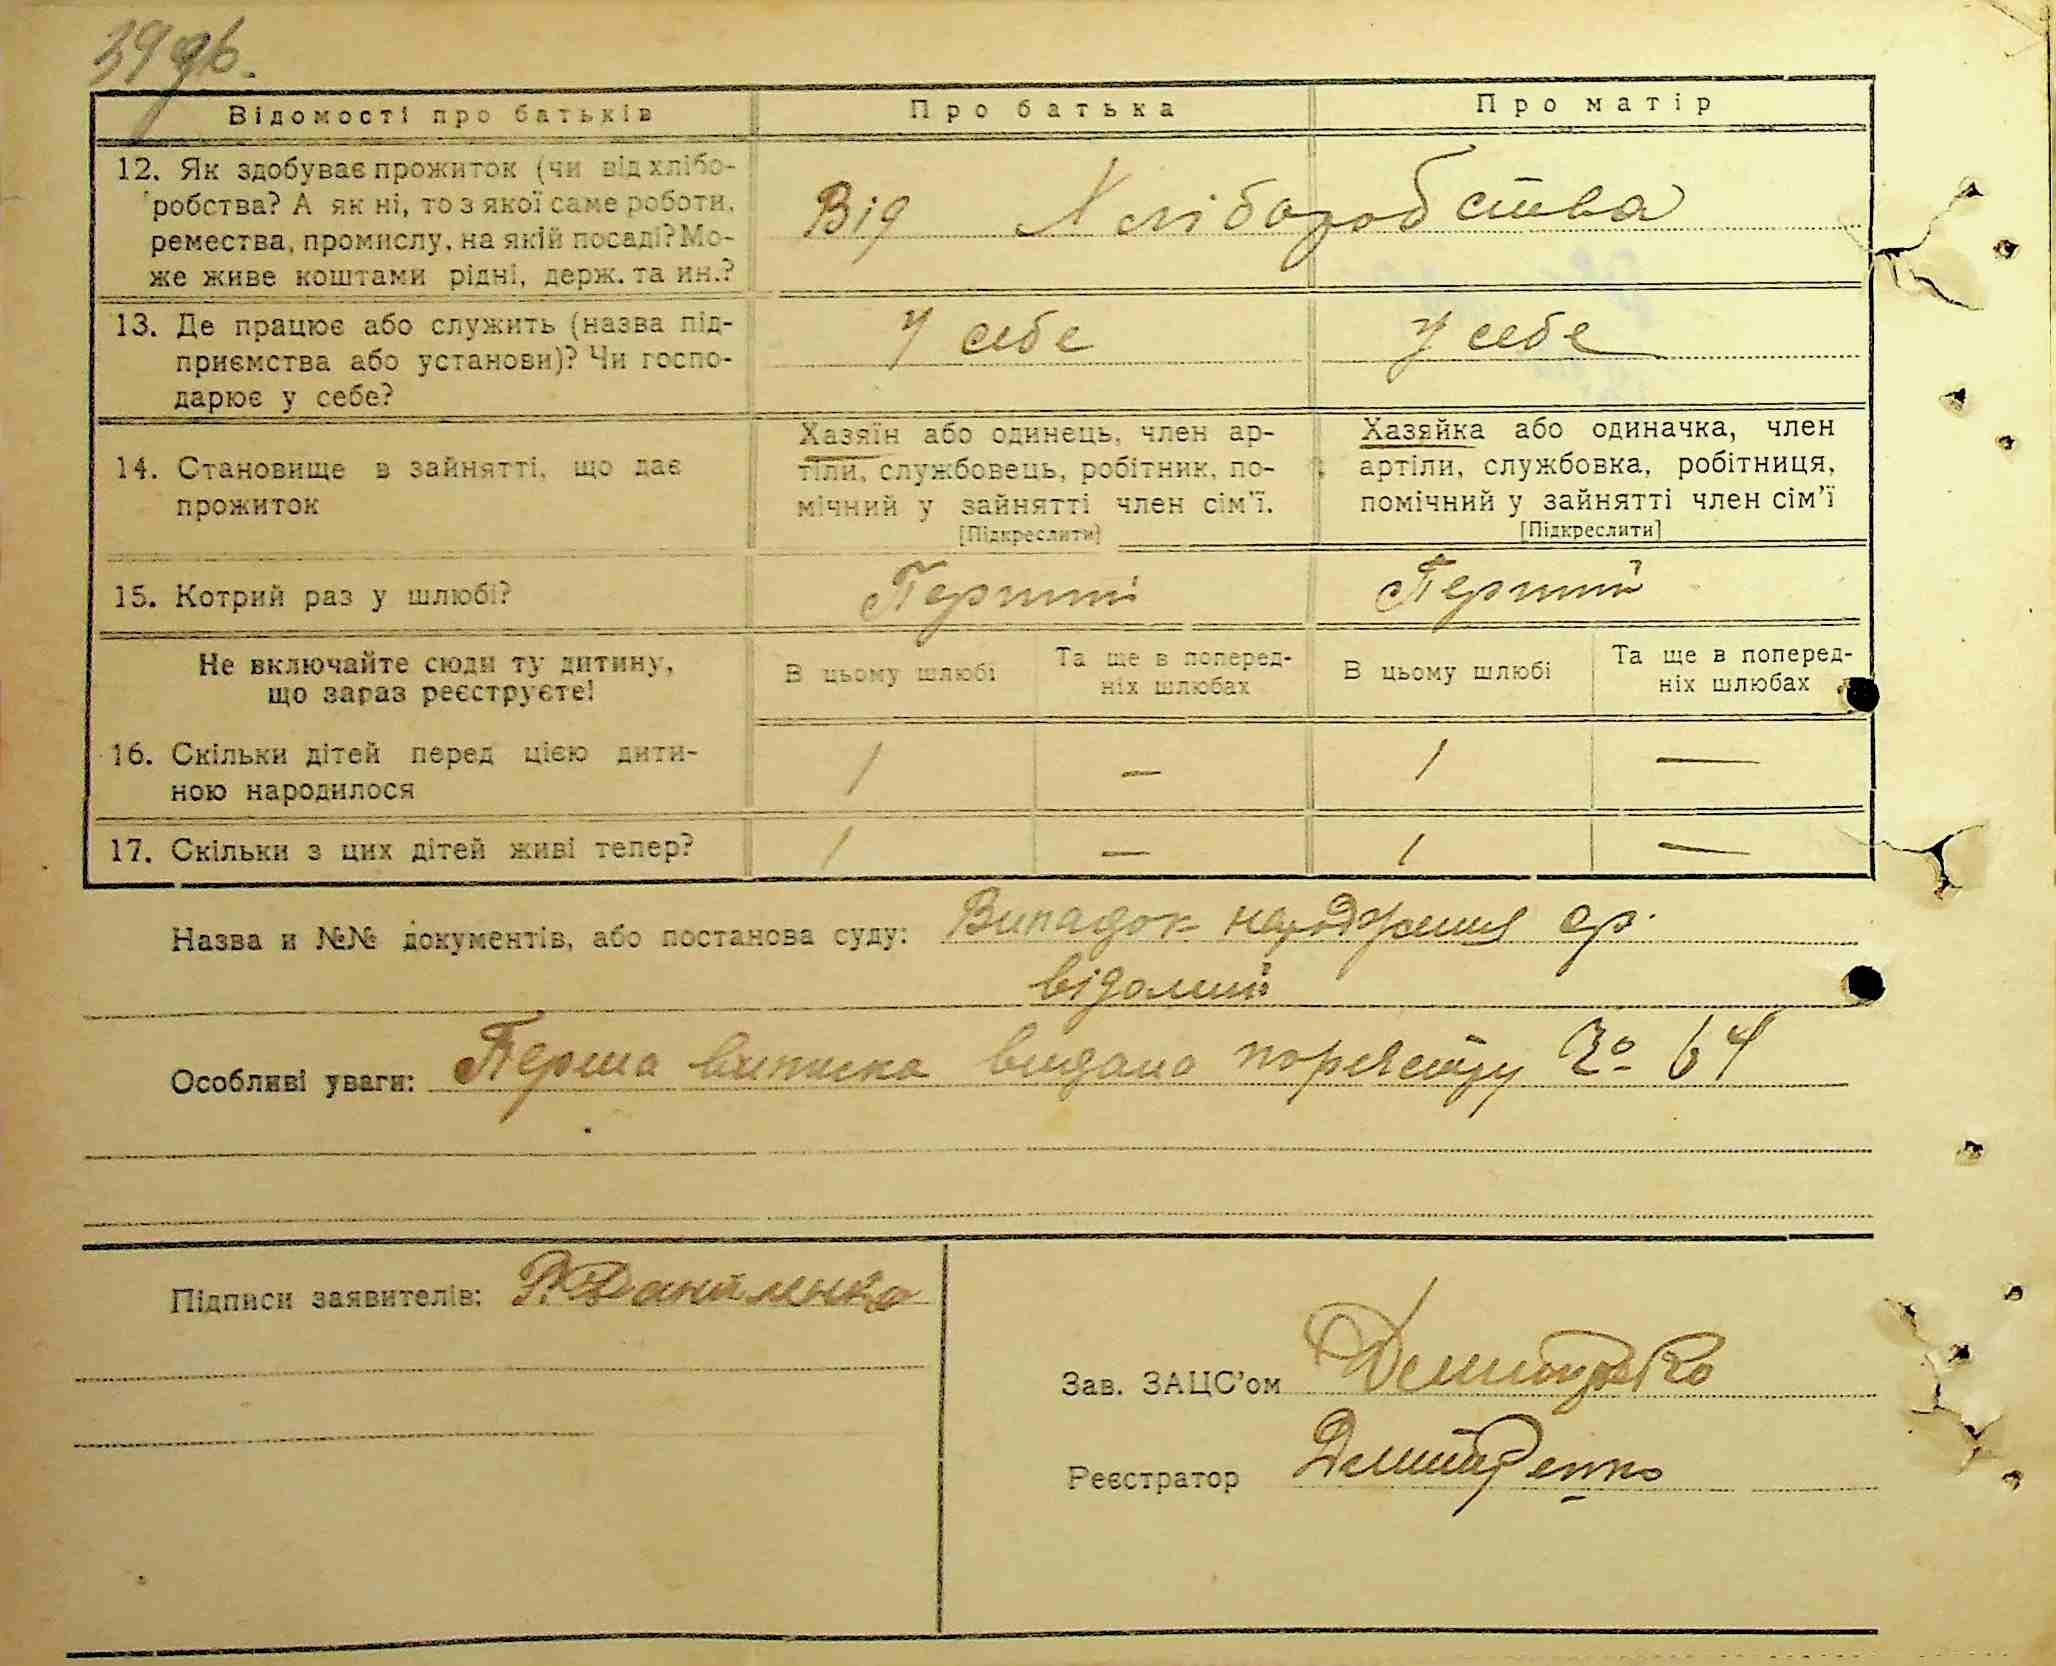 39
Відомості про батьків
Про батька
Про матір
12. Як здобуває прожиток (чи від хлібо-
робства? А як ні, то з якої саме роботи,
ремества, промислу, на якій посаді? Мо-
же живе коштами рідні, держ. та ин.?
Від Хліборобства
13. Де працює або служить (назва під-
приємства або установи)? Чи госпо-
дарює у себе?
У себе
У себе
14. Становище в зайнятті, що дає
прожиток
Хазяїн або одинець, член ар-
тіли, службовець, робітник, по-
мічний у зайнятті член сім'ї.
[Підкреслити]
Хазяйка або одиначка, член
артіли, службовка, робітниця,
помічний у зайнятті член сім'ї
[Підкреслити]
15. Котрий раз у шлюбі?
Перший
Перший
Не включайте сюди ту дитину,
що зараз реєструєте!
В цьому шлюбі
Та ще в поперед-
ніх шлюбах
В цьому шлюбі
Та ще в поперед-
ніх шлюбах
16. Скільки дітей перед цією дити-
ною народилося
1 — 1 —
17. Скільки з цих дітей живі тепер?
1 — 1 —
Назва и №№ документів, або постанова суду: Випадок народження
відомий
Особливі уваги: Перша виписка видана по реєстру № 64
Підписи заявителів:
Зав. ЗАЦС'ом
Реєстратор